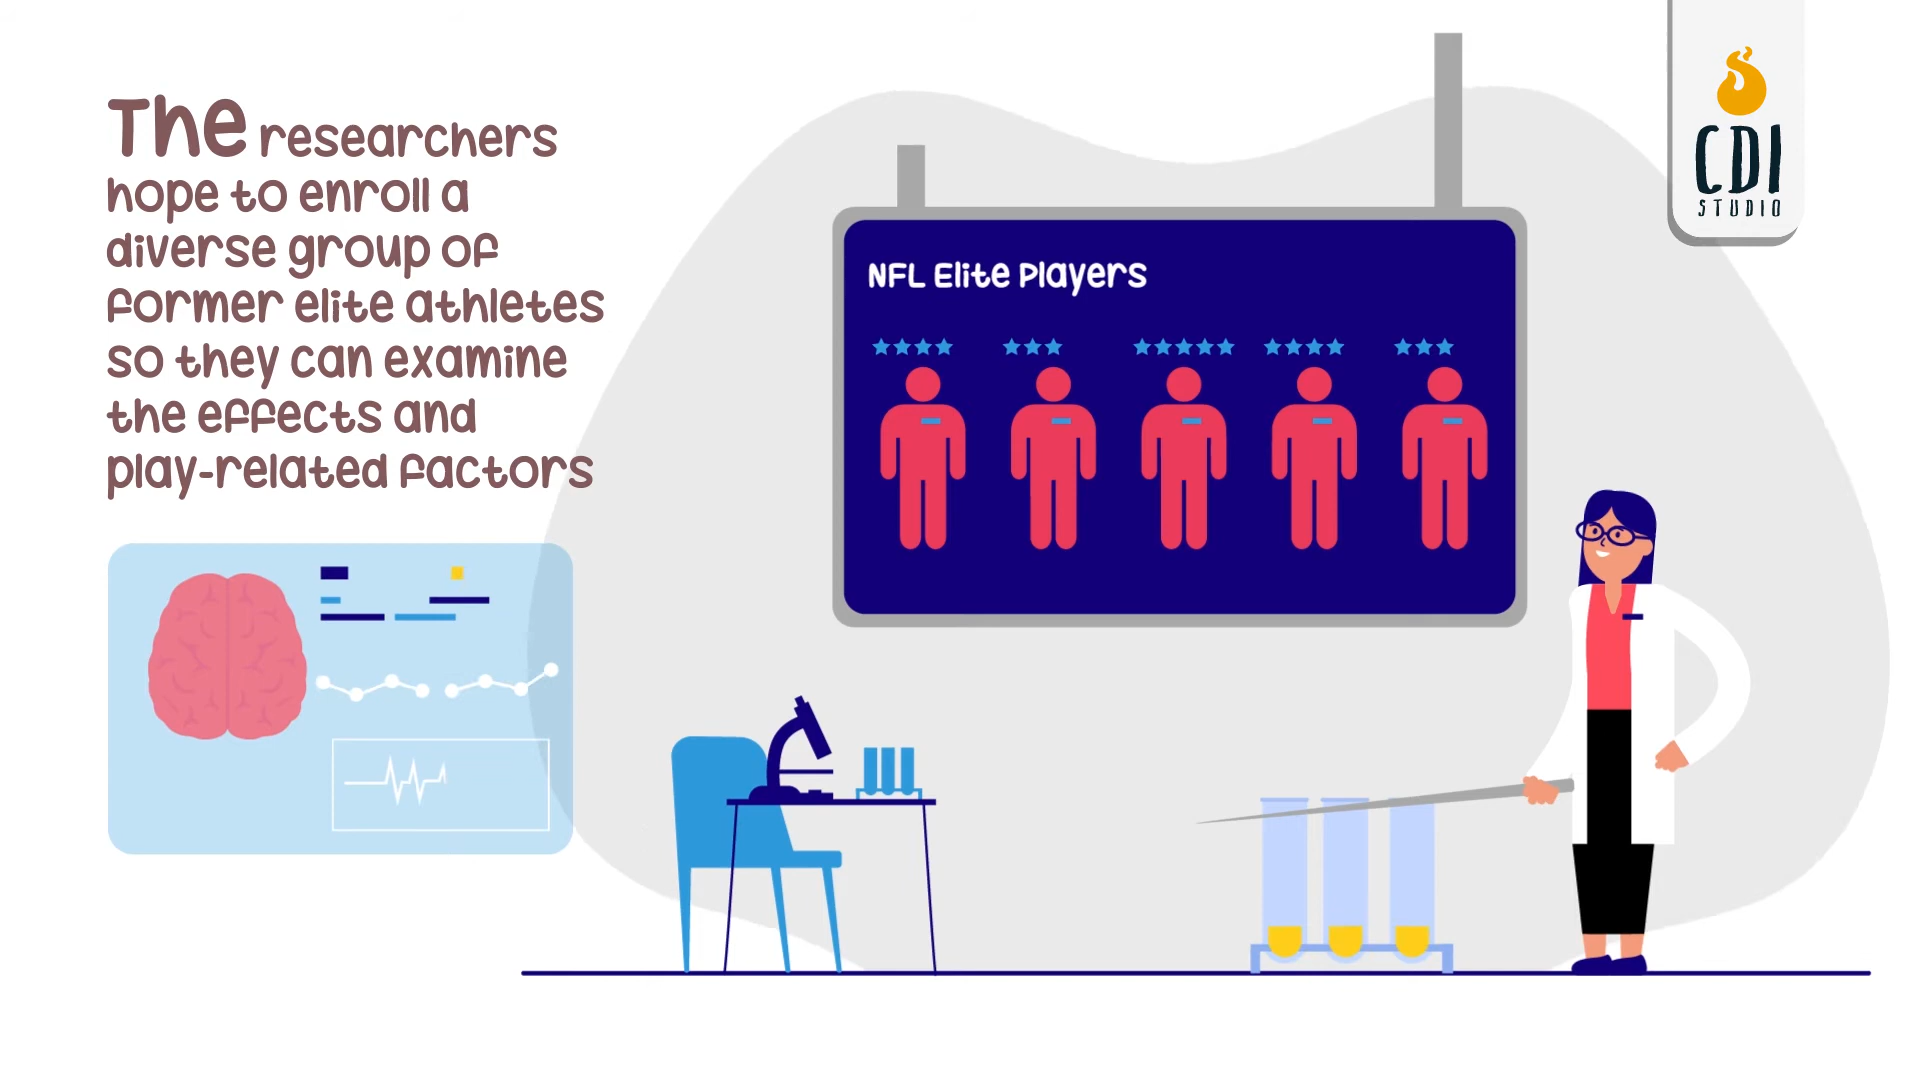 The researchers
hope to enroll a
diverse group of
former elite athletes
so they can examine
the effects and
play-related factors
NFL Elite Players
CDI
STUDIO